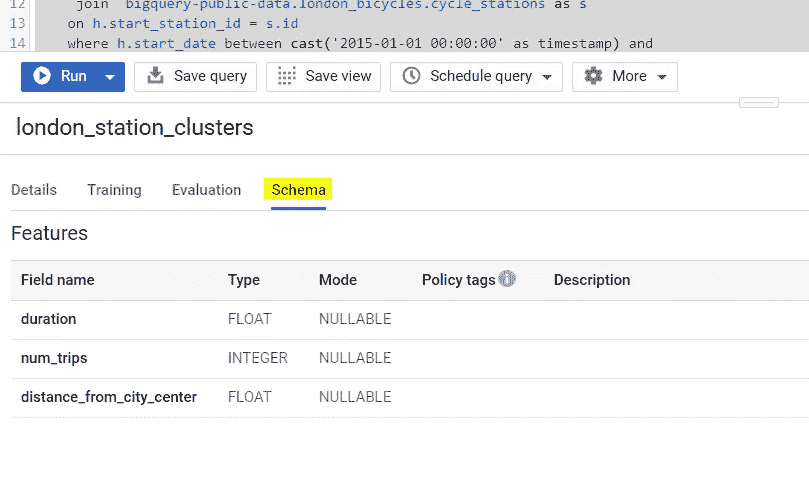 12 join `bigquery-public-data.london_bicycles.cycle_stations as s
13 on h.start_station_id = s.id
14 where h.start_date between cast('2015-01-01 00:00:00' as timestamp) and
Run Save query Save view Schedule query More
london_station_clusters
Details Training Evaluation Schema
Features
Field name Type Mode Policy tags Description
duration FLOAT NULLABLE
num_trips INTEGER NULLABLE
distance_from_city_center FLOAT NULLABLE